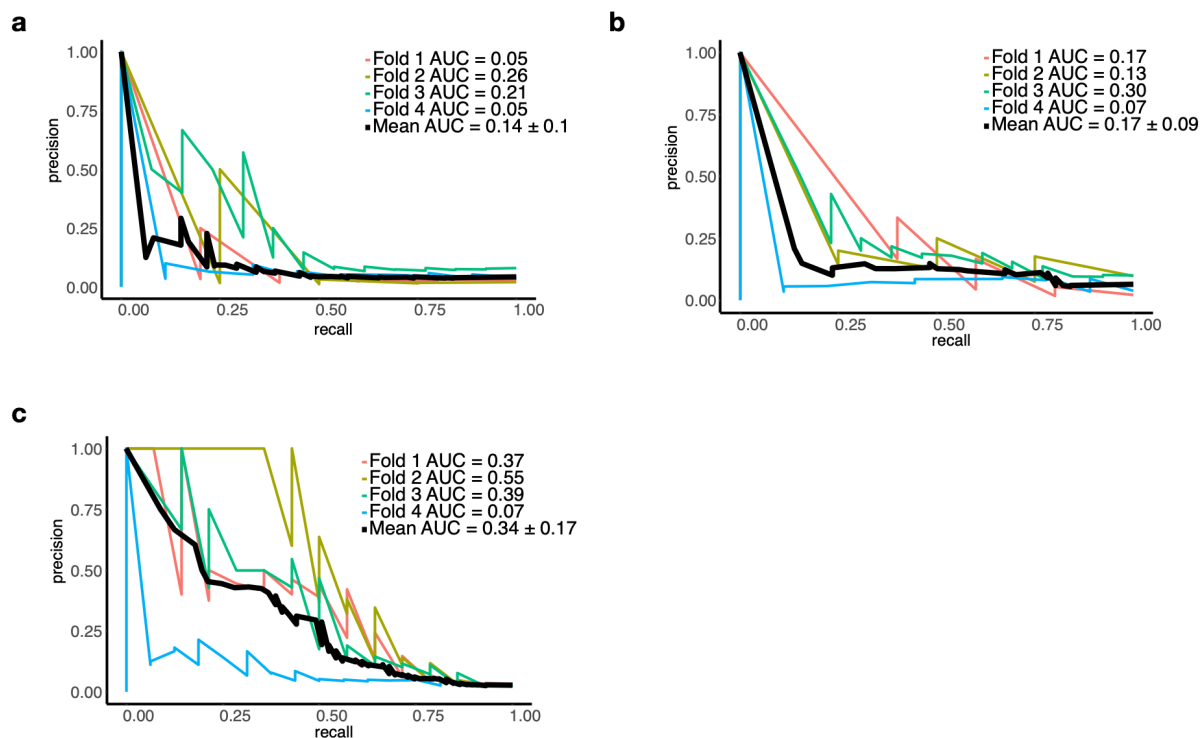 a
1.00
0.75
0.50
0.25
0.00
precision
0.00 0.25 0.50 0.75 1.00
recall
Fold 1 AUC = 0.05
Fold 2 AUC = 0.26
Fold 3 AUC = 0.21
Fold 4 AUC = 0.05
Mean AUC = 0.14 ± 0.1
b
1.00
0.75
0.50
0.25
0.00
precision
0.00 0.25 0.50 0.75 1.00
recall
Fold 1 AUC = 0.17
Fold 2 AUC = 0.13
Fold 3 AUC = 0.30
Fold 4 AUC = 0.07
Mean AUC = 0.17 ± 0.09
c
1.00
0.75
0.50
0.25
0.00
precision
0.00 0.25 0.50 0.75 1.00
recall
Fold 1 AUC = 0.37
Fold 2 AUC = 0.55
Fold 3 AUC = 0.39
Fold 4 AUC = 0.07
Mean AUC = 0.34 ± 0.17